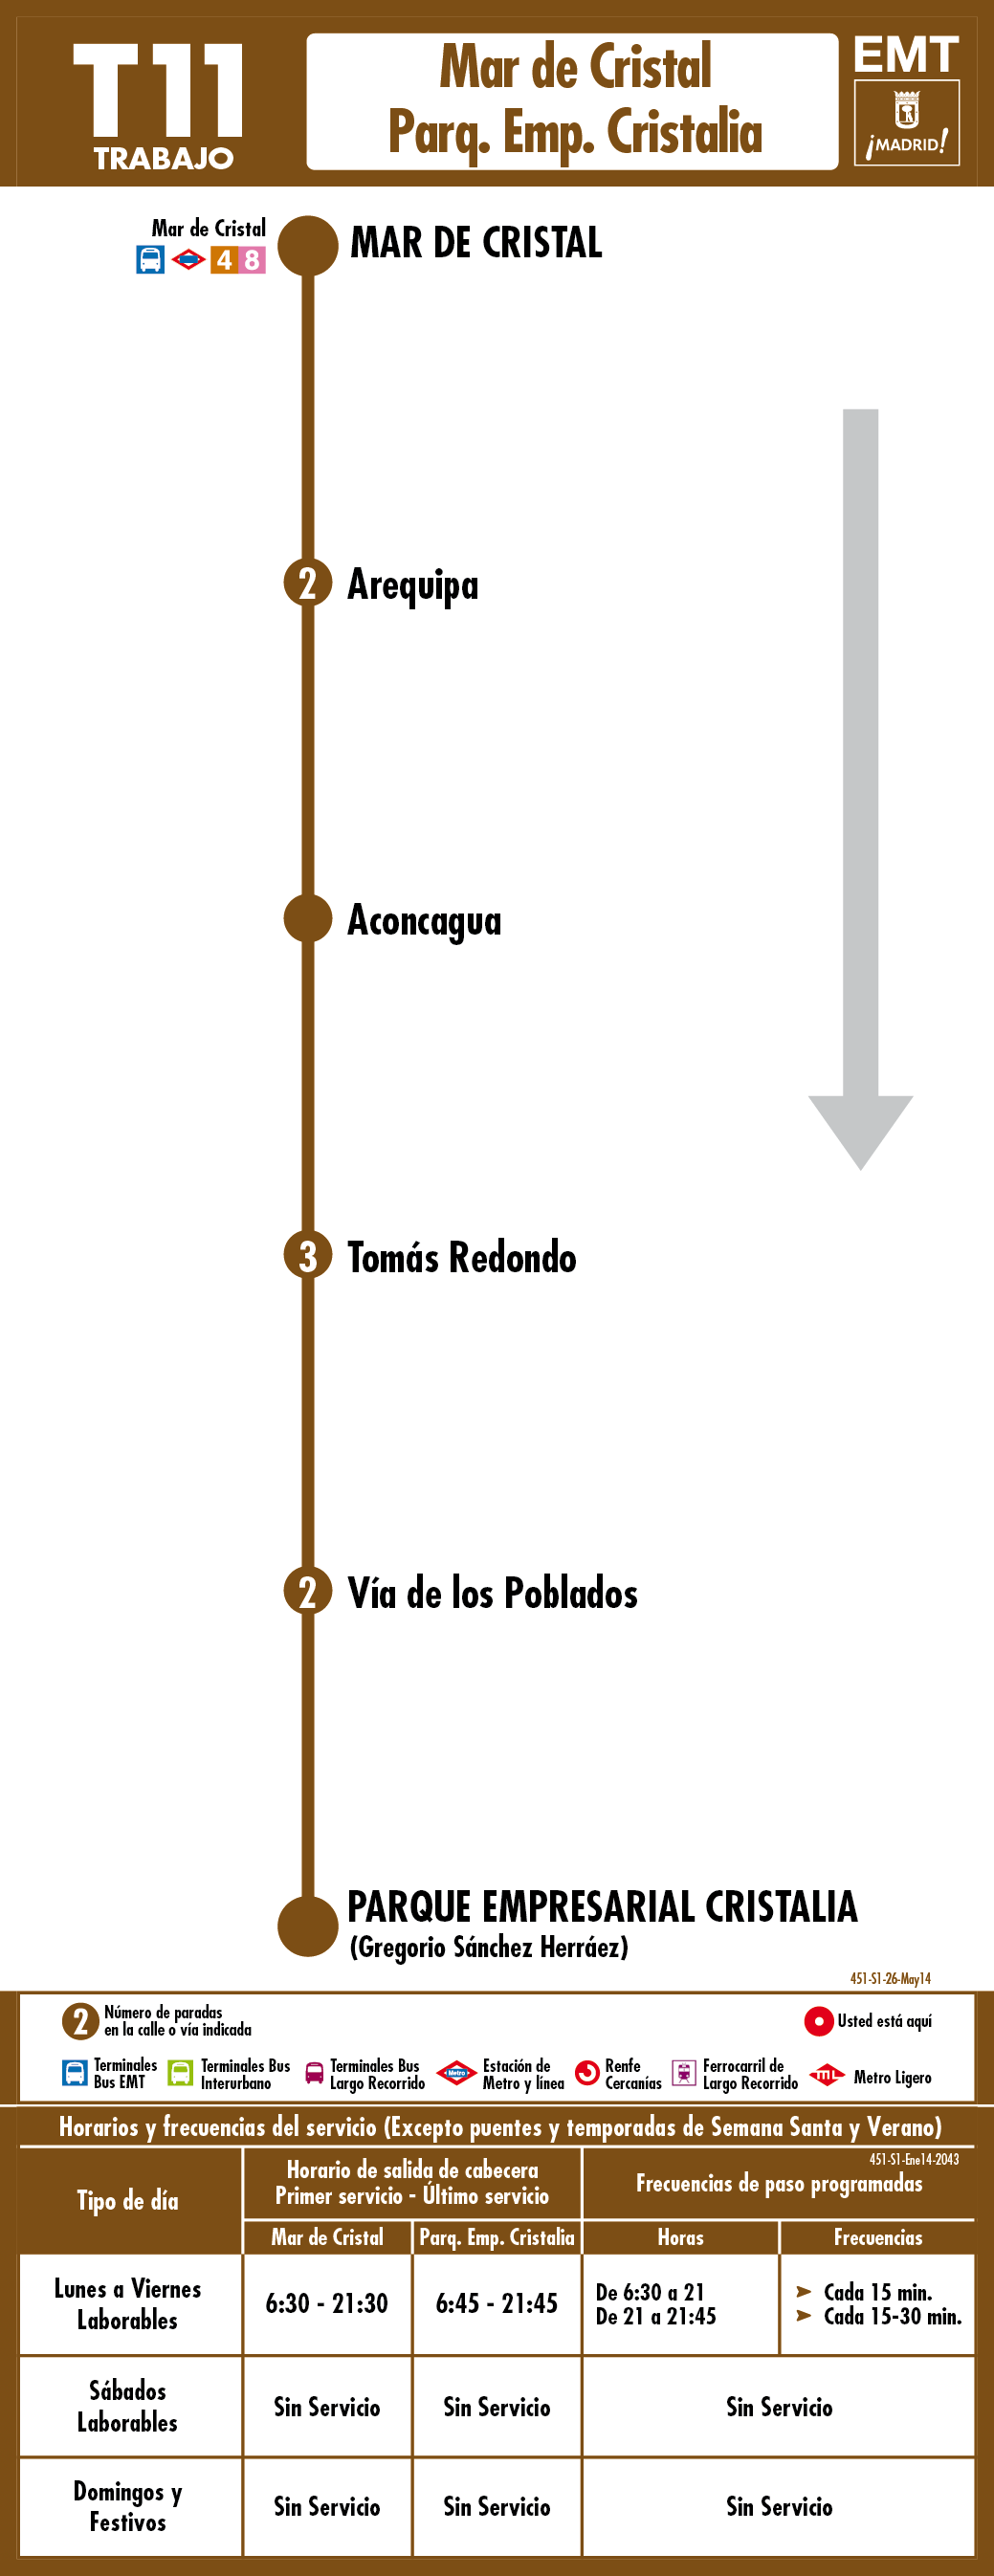 T11
TRABAJO
Mar de Cristal
Parq. Emp. Cristalia
EMT
¡MADRID!
Mar de Cristal
4 8
MAR DE CRISTAL
2 Arequipa
Aconcagua
3 Tomás Redondo
2 Vía de los Poblados
PARQUE EMPRESARIAL CRISTALIA
(Gregorio Sánchez Herráez)
451-S1-26-May14
2 Número de paradas
en la calle o vía indicada
Usted está aquí
Terminales
Bus EMT
Terminales Bus
Interurbano
Terminales Bus
Largo Recorrido
Metro
Estación de
Metro y línea
Renfe
Cercanías
Ferrocarril de
Largo Recorrido
mL
Metro Ligero
Horarios y frecuencias del servicio (Excepto puentes y temporadas de Semana Santa y Verano)
451-S1-Ene14-2043
Tipo de día
Horario de salida de cabecera
Primer servicio - Último servicio
Frecuencias de paso programadas
Mar de Cristal
Parq. Emp. Cristalia
Horas
Frecuencias
Lunes a Viernes
Laborables
6:30 - 21:30
6:45 - 21:45
De 6:30 a 21 ➤ Cada 15 min.
De 21 a 21:45 ➤ Cada 15-30 min.
Sábados
Laborables
Sin Servicio
Sin Servicio
Sin Servicio
Domingos y
Festivos
Sin Servicio
Sin Servicio
Sin Servicio